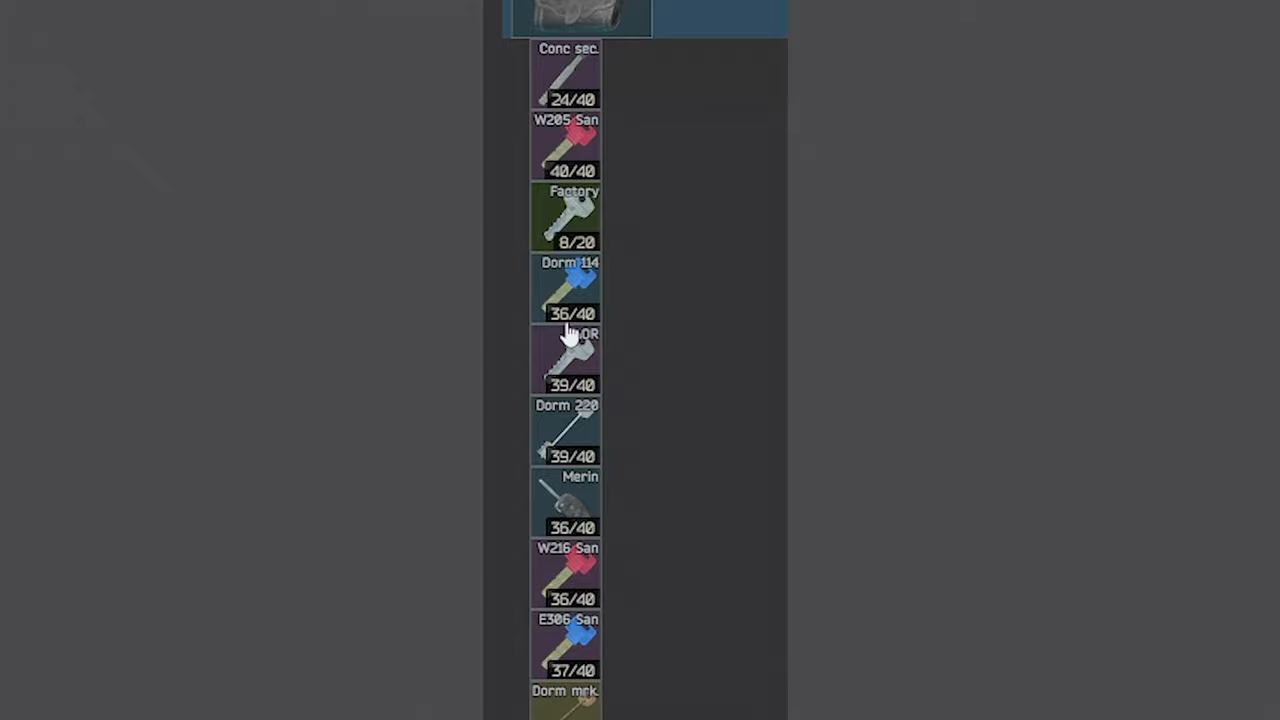 Conc sec.
24/40
W205 San
40/40
Factory
8/20
Dorm 114
36/40
OR
39/40
Dorm 220
39/40
Merin
36/40
W216 San
36/40
E306 San
37/40
Dorm mrk.